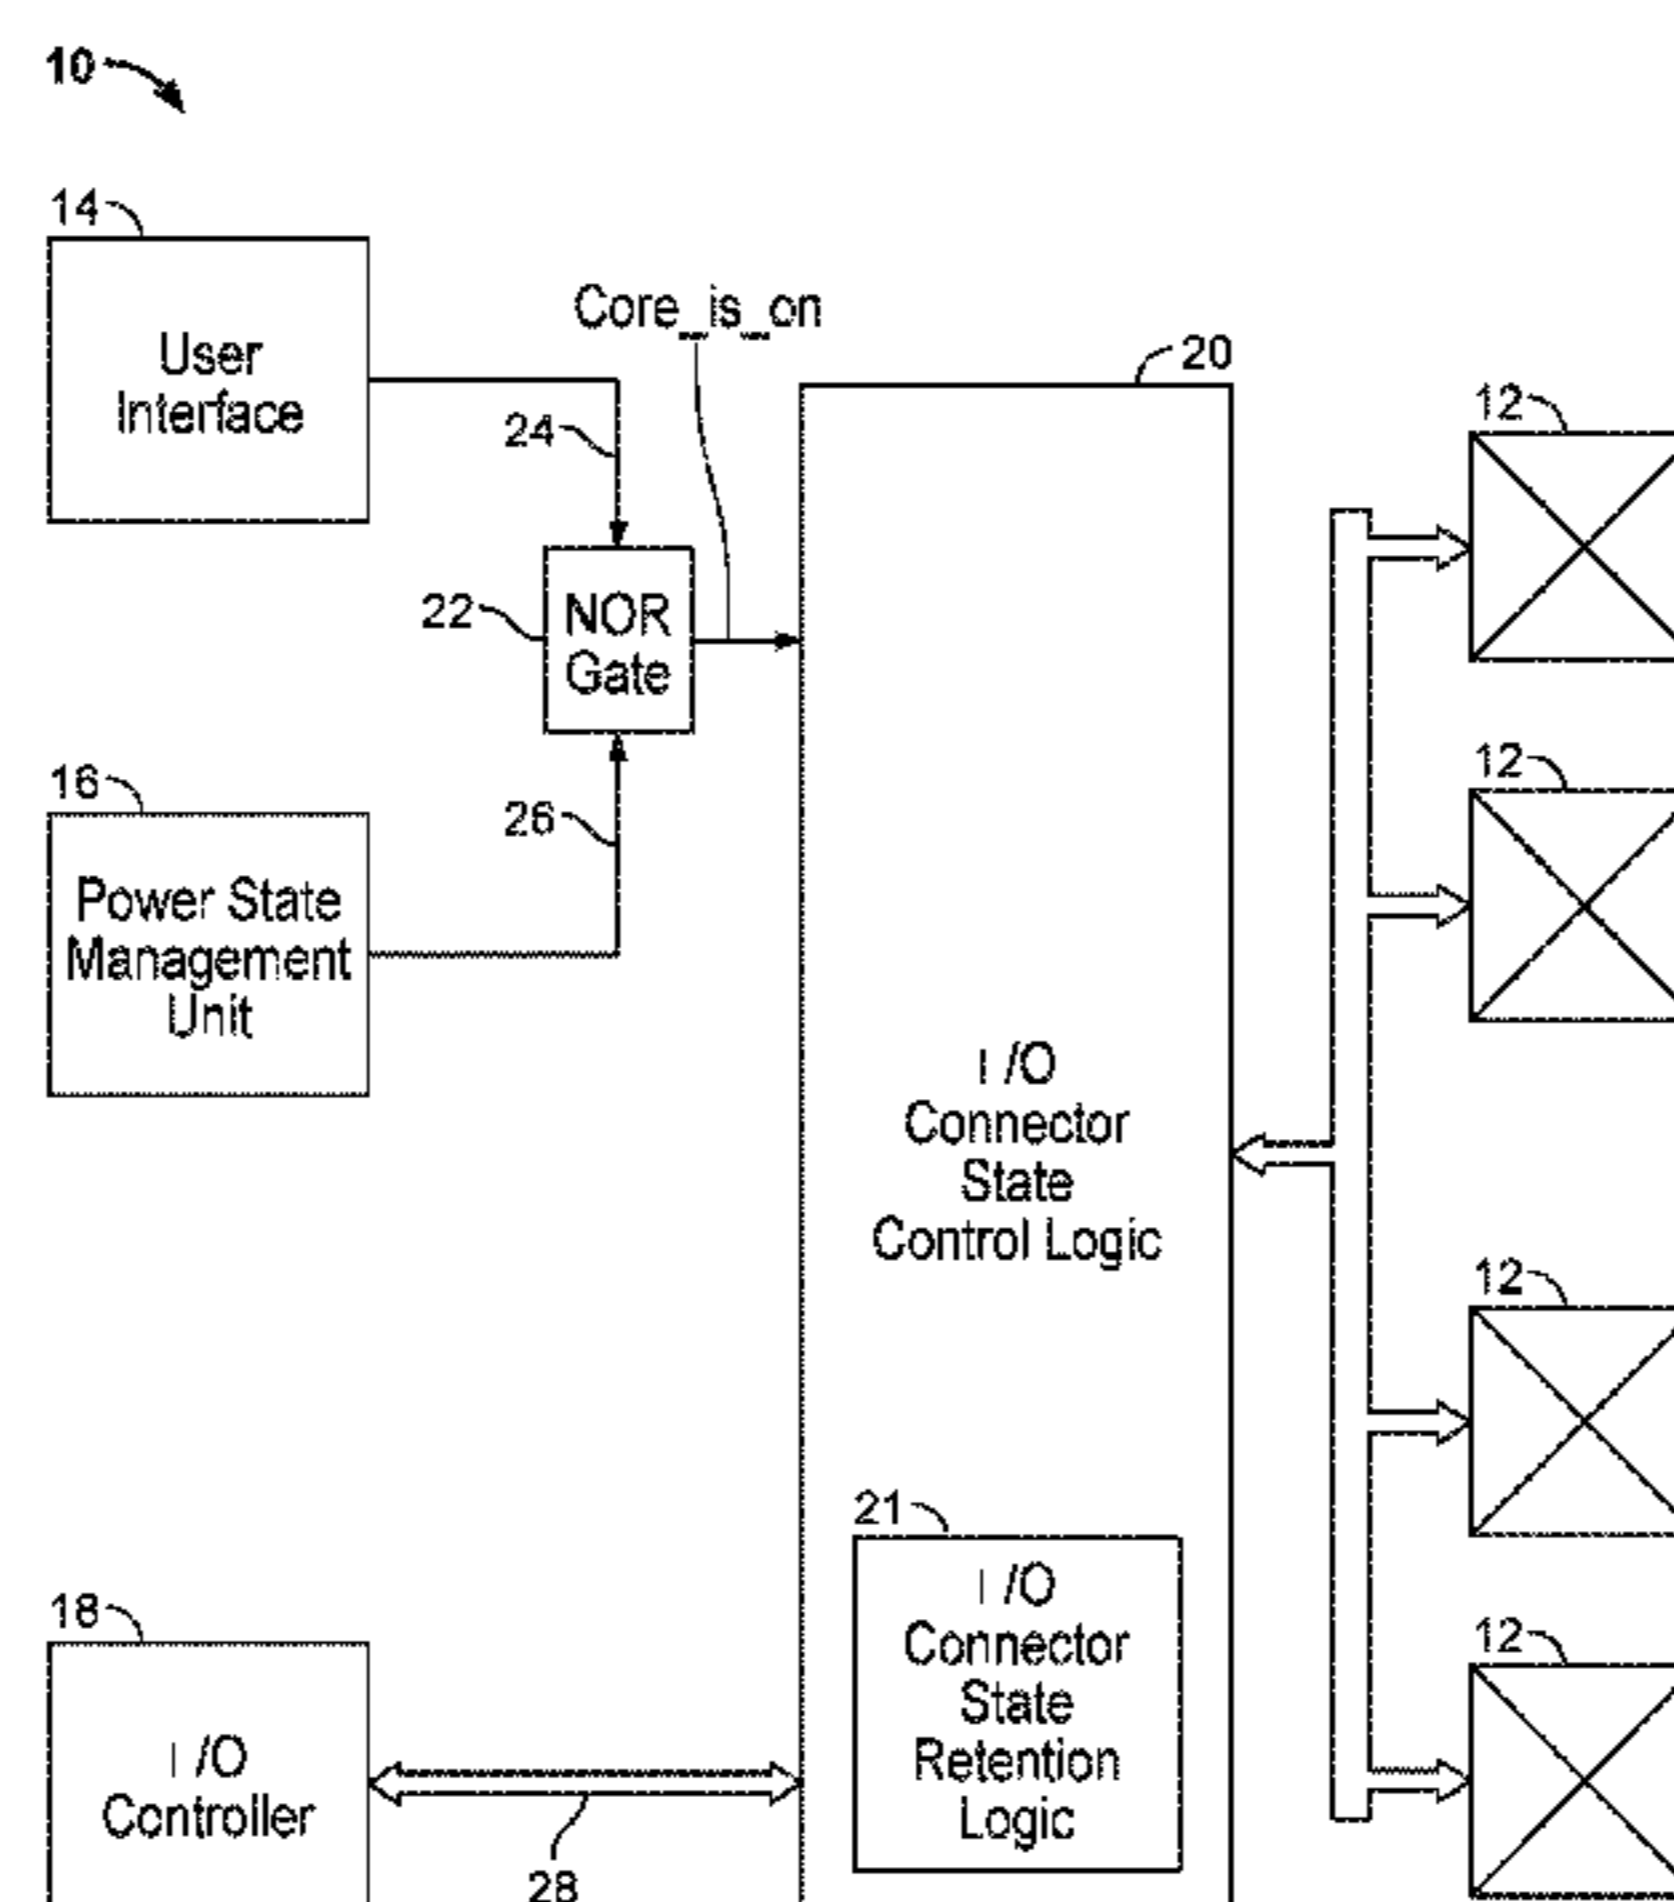 10
14
User
Interface
Core_is_on
24
20
12
22
NOR
Gate
12
16
Power State
Management
Unit
26
I/O
Connector
State
Control Logic
12
21
I/O
Connector
State
Retention
Logic
18
I/O
Controller
28
12